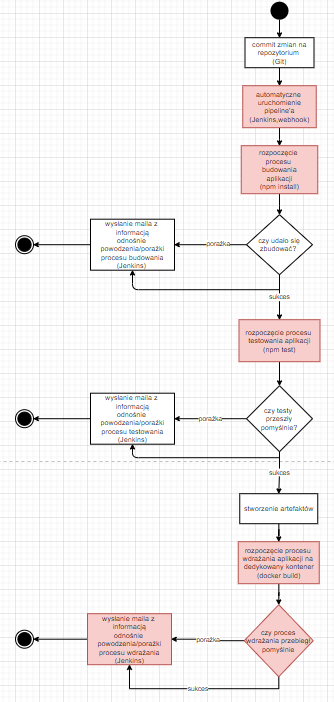 commit zmian na
repozytorium
(Git)
automatyczne
uruchomienie
pipeline'a
(Jenkins,webhook)
rozpoczęcie
procesu
budowania
aplikacji
(npm install)
czy udało się
zbudować?
porażka
wysłanie maila z
informacją
odnośnie
powodzenia/porażki
procesu budowania
(Jenkins)
sukces
rozpoczęcie procesu
testowania aplikacji
(npm test)
czy testy
przeszły
pomyślnie?
porażka
wysłanie maila z
informacją
odnośnie
powodzenia/porażki
procesu testowania
(Jenkins)
sukces
stworzenie artefaktów
rozpoczęcie procesu
wdrażania aplikacji na
dedykowany kontener
(docker build)
czy proces
wdrażania przebiegł
pomyślnie
porażka
wysłanie maila z
informacją
odnośnie
powodzenia/porażki
procesu wdrażania
(Jenkins)
sukces